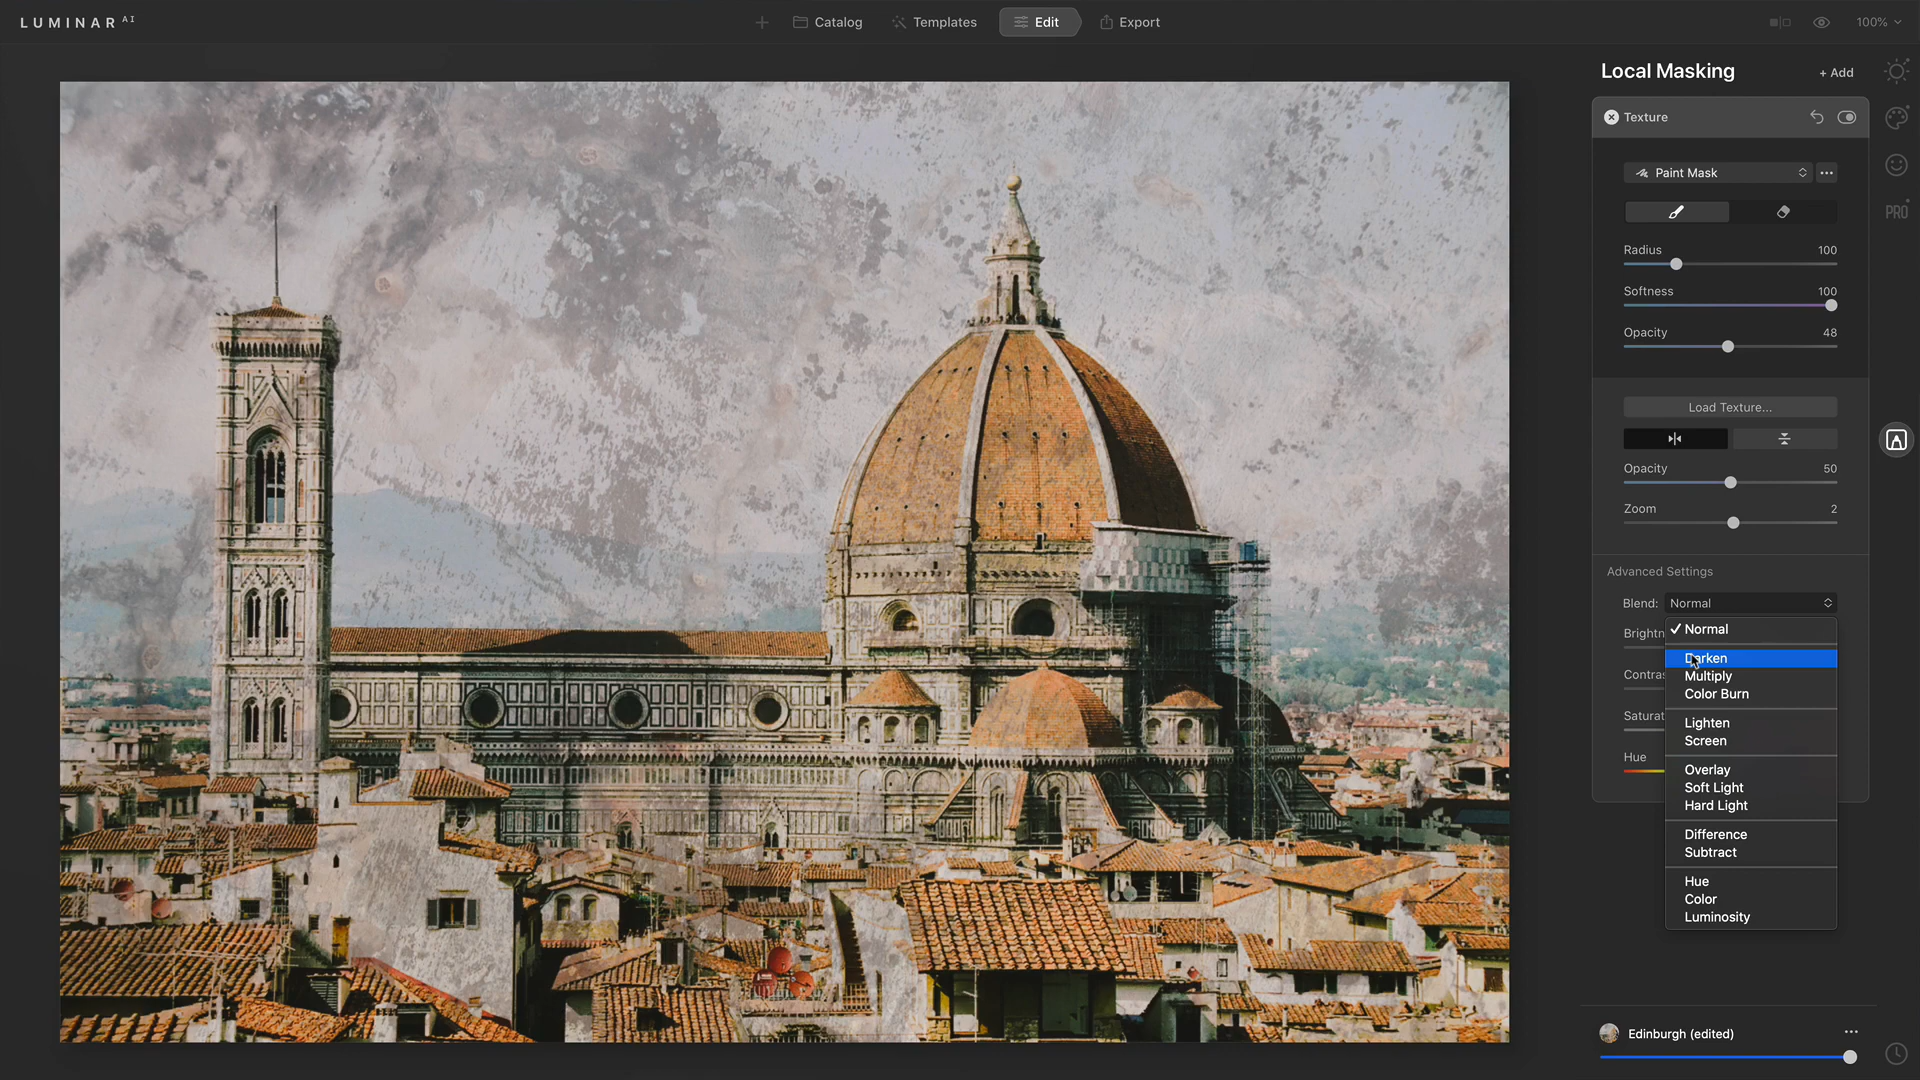 LUMINAR AI
Catalog
Templates
Edit
Export
100%
Local Masking
+ Add
Texture
PRO
Paint Mask
Radius 100
Softness 100
Opacity 48
Load Texture...
Opacity 50
Zoom 2
Advanced Settings
Blend: Normal
Brightn
Contras
Saturat
Hue
Normal
Darken
Multiply
Color Burn
Lighten
Screen
Overlay
Soft Light
Hard Light
Difference
Subtract
Hue
Color
Luminosity
Edinburgh (edited)